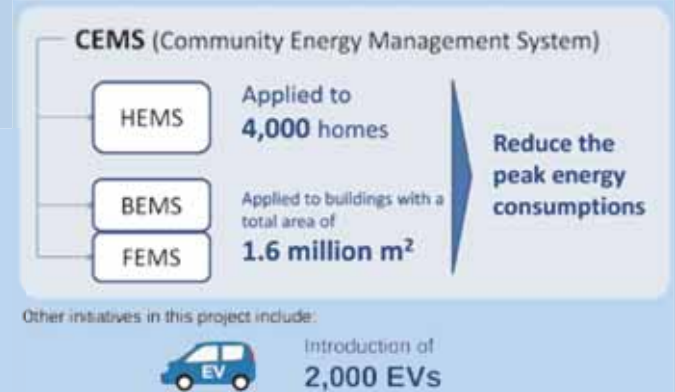 CEMS (Community Energy Management System)
HEMS
Applied to
4,000 homes
BEMS
FEMS
Applied to buildings with a
total area of
1.6 million m²
Reduce the
peak energy
consumptions
Other initiatives in this project include:
EV
Introduction of
2,000 EVs